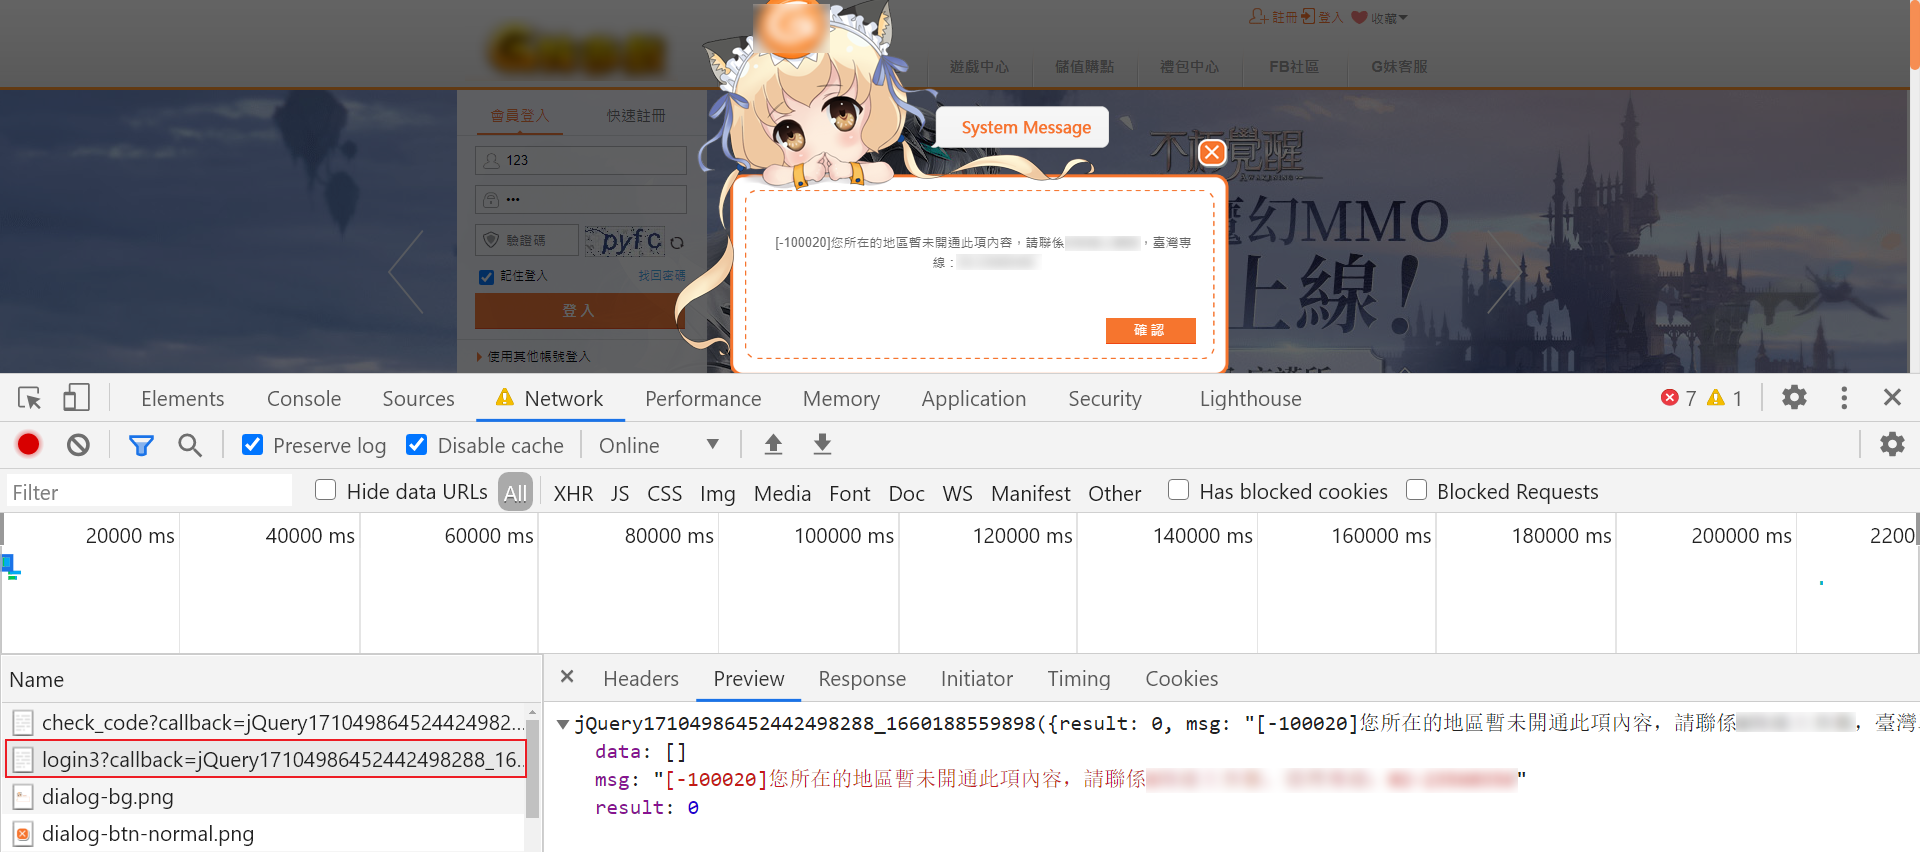 註冊 登入 收藏
遊戲中心 儲值購點 禮包中心 FB社區 G妹客服
會員登入 快速註冊
123
•••
驗證碼 pyfc
記住登入 找回密碼
登入
使用其他帳號登入
System Message
[-100020]您所在的地區暫未開通此項內容，請聯係 ，臺灣專
線：
確認
覺醒
魔幻MMO
上線！
Elements Console Sources Network Performance Memory Application Security Lighthouse 7 1
Preserve log Disable cache Online
Filter Hide data URLs All XHR JS CSS Img Media Font Doc WS Manifest Other Has blocked cookies Blocked Requests
20000 ms 40000 ms 60000 ms 80000 ms 100000 ms 120000 ms 140000 ms 160000 ms 180000 ms 200000 ms 2200
Name
check_code?callback=jQuery171049864524424982...
login3?callback=jQuery17104986452442498288_16...
dialog-bg.png
dialog-btn-normal.png
Headers Preview Response Initiator Timing Cookies
jQuery17104986452442498288_1660188559898({result: 0, msg: "[-100020]您所在的地區暫未開通此項內容，請聯係 ，臺灣
data: []
msg: "[-100020]您所在的地區暫未開通此項內容，請聯係 "
result: 0